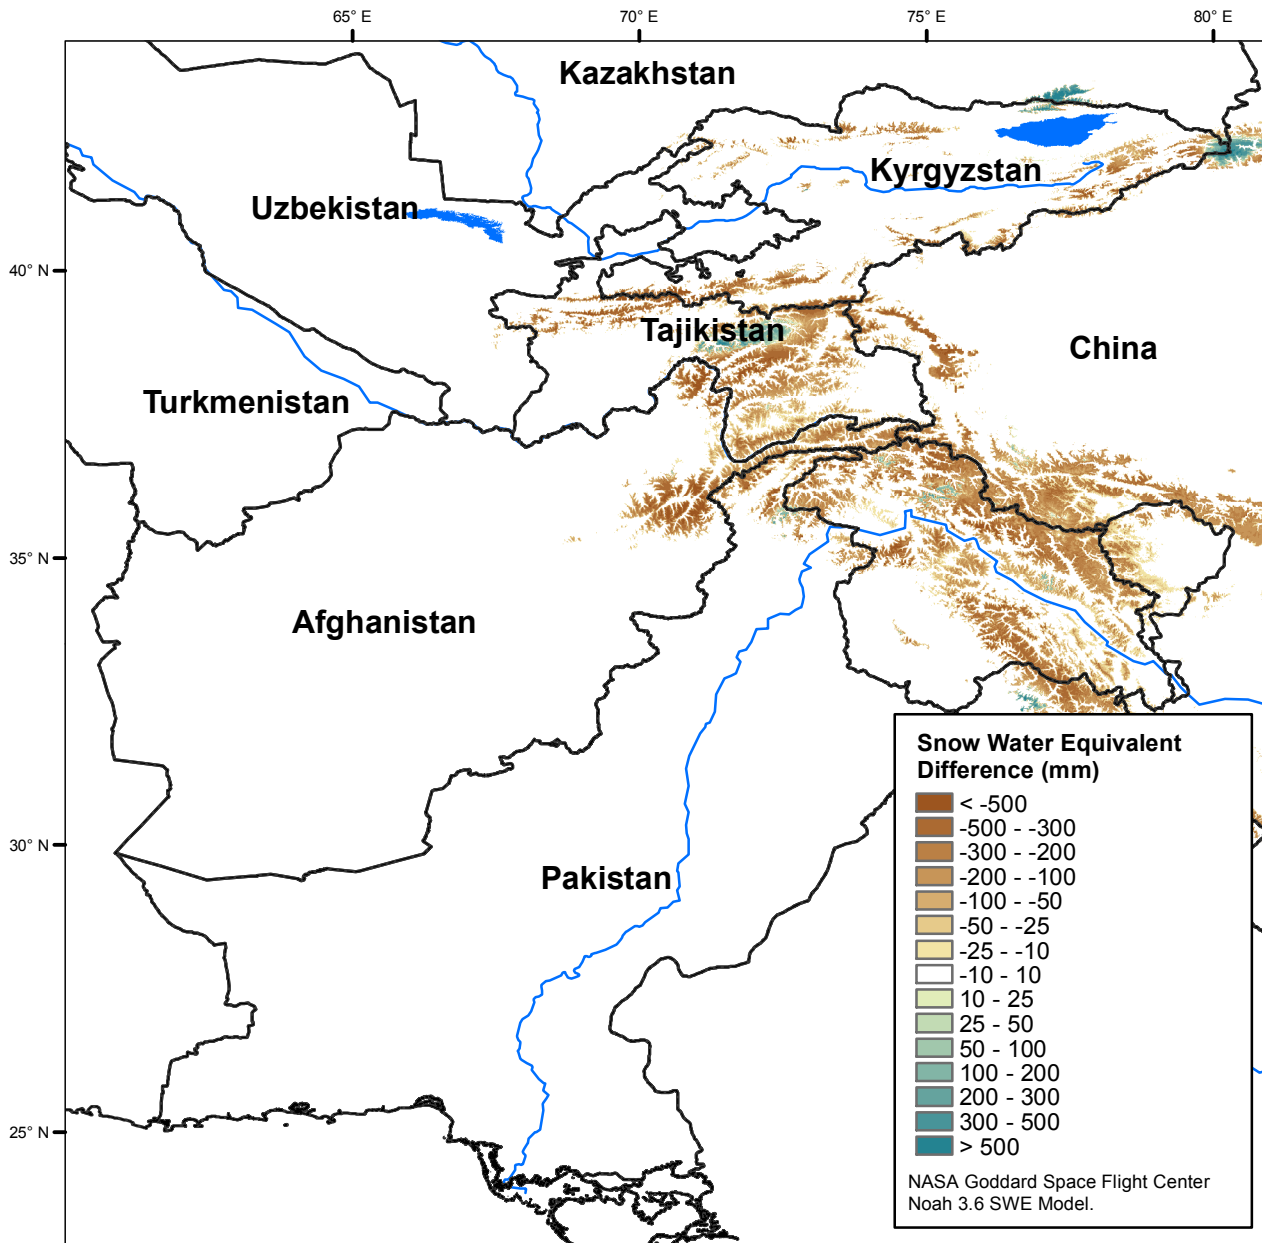 65° E
70° E
75° E
80° E
Kazakhstan
Kyrgyzstan
Uzbekistan
40° N
Tajikistan
China
Turkmenistan
35° N
Afghanistan
30° N
Pakistan
25° N
Snow Water Equivalent
Difference (mm)
< -500
-500 - -300
-300 - -200
-200 - -100
-100 - -50
-50 - -25
-25 - -10
-10 - 10
10 - 25
25 - 50
50 - 100
100 - 200
200 - 300
300 - 500
> 500
NASA Goddard Space Flight Center
Noah 3.6 SWE Model.